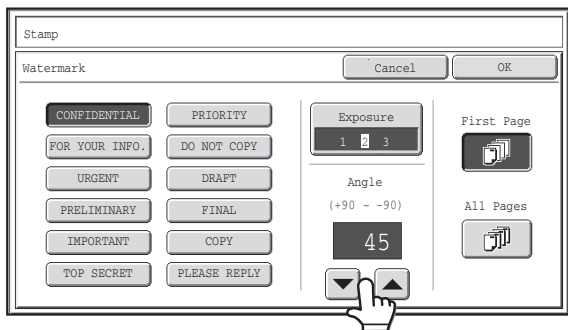 Stamp
Watermark
Cancel
OK
CONFIDENTIAL
PRIORITY
FOR YOUR INFO.
DO NOT COPY
URGENT
DRAFT
PRELIMINARY
FINAL
IMPORTANT
COPY
TOP SECRET
PLEASE REPLY
Exposure
1 2 3
Angle
(+90 ~ -90)
45
First Page
All Pages